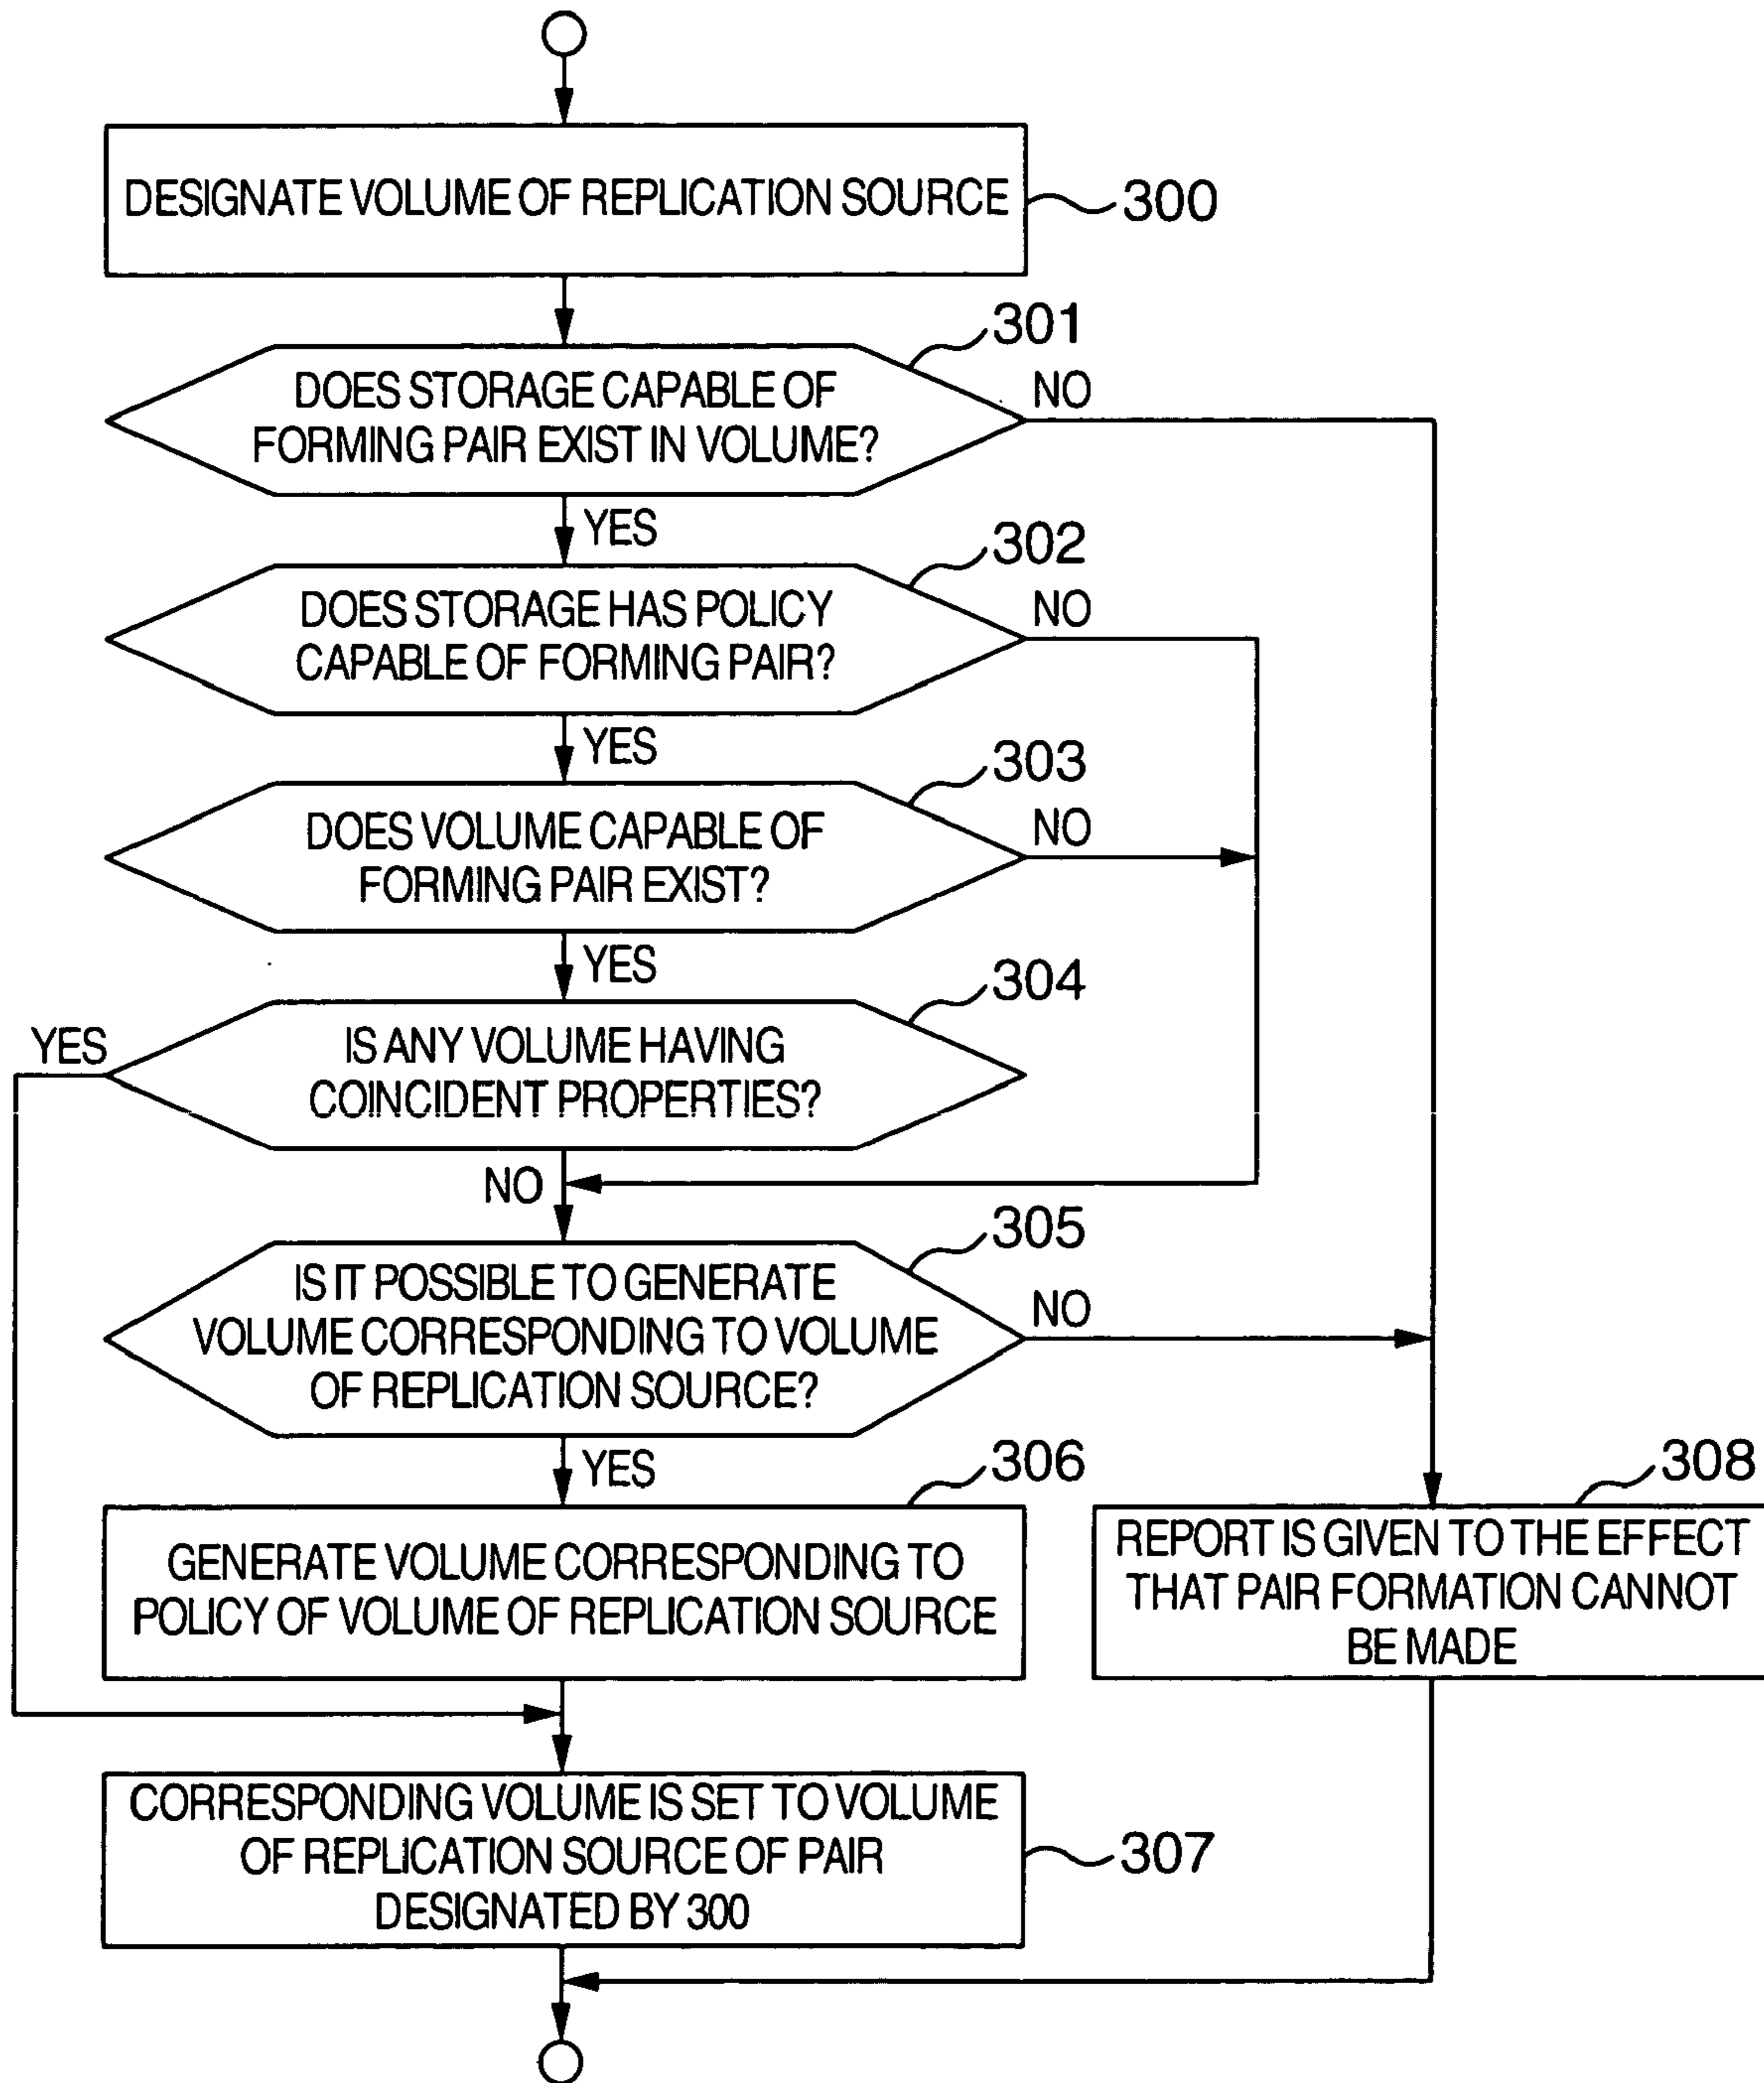 DESIGNATE VOLUME OF REPLICATION SOURCE
300
301
DOES STORAGE CAPABLE OF
FORMING PAIR EXIST IN VOLUME?
NO
YES
302
DOES STORAGE HAS POLICY
CAPABLE OF FORMING PAIR?
NO
YES
303
DOES VOLUME CAPABLE OF
FORMING PAIR EXIST?
NO
YES
304
YES
IS ANY VOLUME HAVING
COINCIDENT PROPERTIES?
NO
305
IS IT POSSIBLE TO GENERATE
VOLUME CORRESPONDING TO VOLUME
OF REPLICATION SOURCE?
NO
YES
306
GENERATE VOLUME CORRESPONDING TO
POLICY OF VOLUME OF REPLICATION SOURCE
308
REPORT IS GIVEN TO THE EFFECT
THAT PAIR FORMATION CANNOT
BE MADE
CORRESPONDING VOLUME IS SET TO VOLUME
OF REPLICATION SOURCE OF PAIR
DESIGNATED BY 300
307